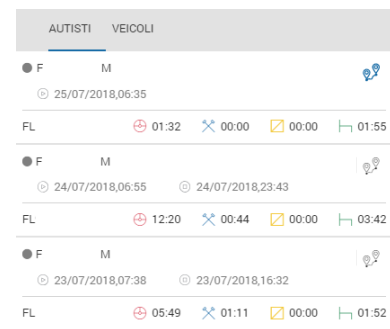 AUTISTI VEICOLI
F M
25/07/2018,06:35
FL 01:32 00:00 00:00 01:55
F M
24/07/2018,06:55 24/07/2018,23:43
FL 12:20 00:44 00:00 03:42
F M
23/07/2018,07:38 23/07/2018,16:32
FL 05:49 01:11 00:00 01:52